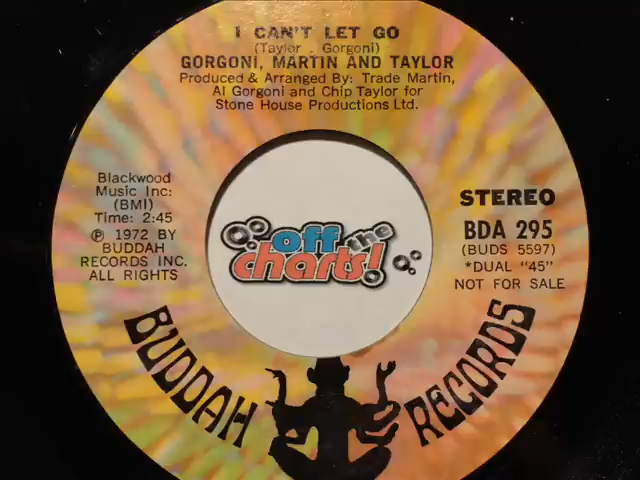 I CAN'T LET GO
(Taylor . Gorgoni)
GORGONI, MARTIN AND TAYLOR
Produced & Arranged By: Trade Martin,
Al Gorgoni and Chip Taylor for
Stone House Productions Ltd.
Blackwood
Music Inc:
(BMI)
Time: 2:45
℗ 1972 BY
BUDDAH
RECORDS INC.
ALL RIGHTS
STEREO
BDA 295
(BUDS 5597)
*DUAL "45"
NOT FOR SALE
off the
charts!
BUDDAH RECORDS